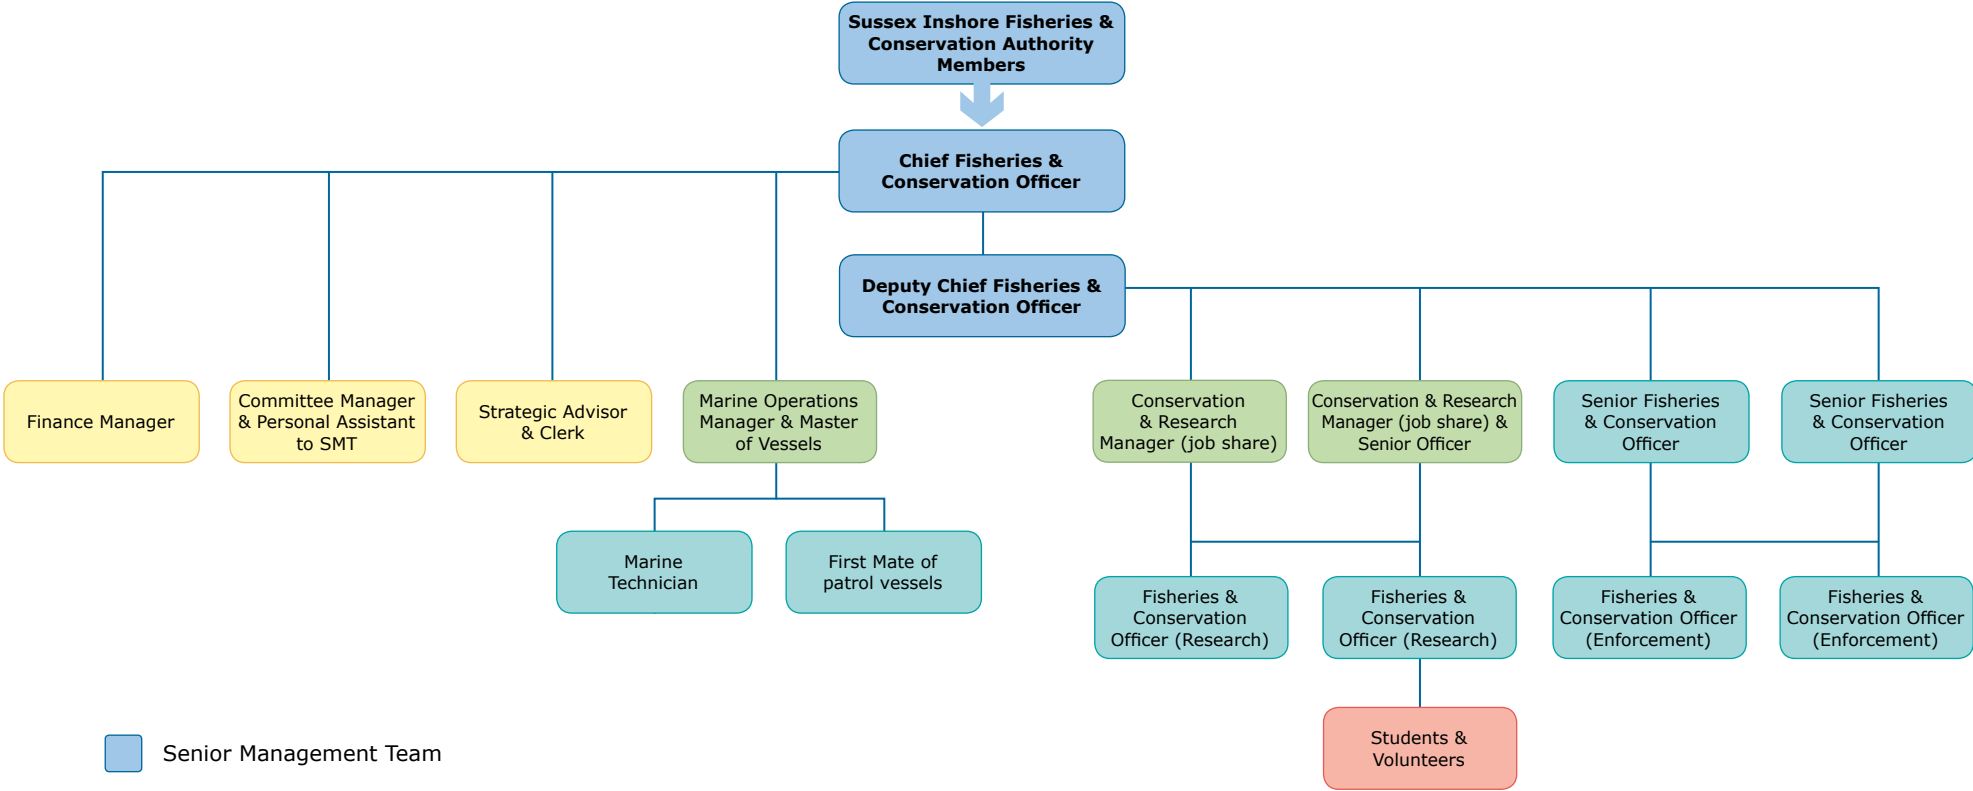 Sussex Inshore Fisheries &
Conservation Authority
Members
Chief Fisheries &
Conservation Officer
Deputy Chief Fisheries &
Conservation Officer
Finance Manager
Committee Manager
& Personal Assistant
to SMT
Strategic Advisor
& Clerk
Marine Operations
Manager & Master
of Vessels
Conservation
& Research
Manager (job share)
Conservation & Research
Manager (job share) &
Senior Officer
Senior Fisheries
& Conservation
Officer
Senior Fisheries
& Conservation
Officer
Marine
Technician
First Mate of
patrol vessels
Fisheries &
Conservation
Officer (Research)
Fisheries &
Conservation
Officer (Research)
Fisheries &
Conservation Officer
(Enforcement)
Fisheries &
Conservation Officer
(Enforcement)
Students &
Volunteers
Senior Management Team